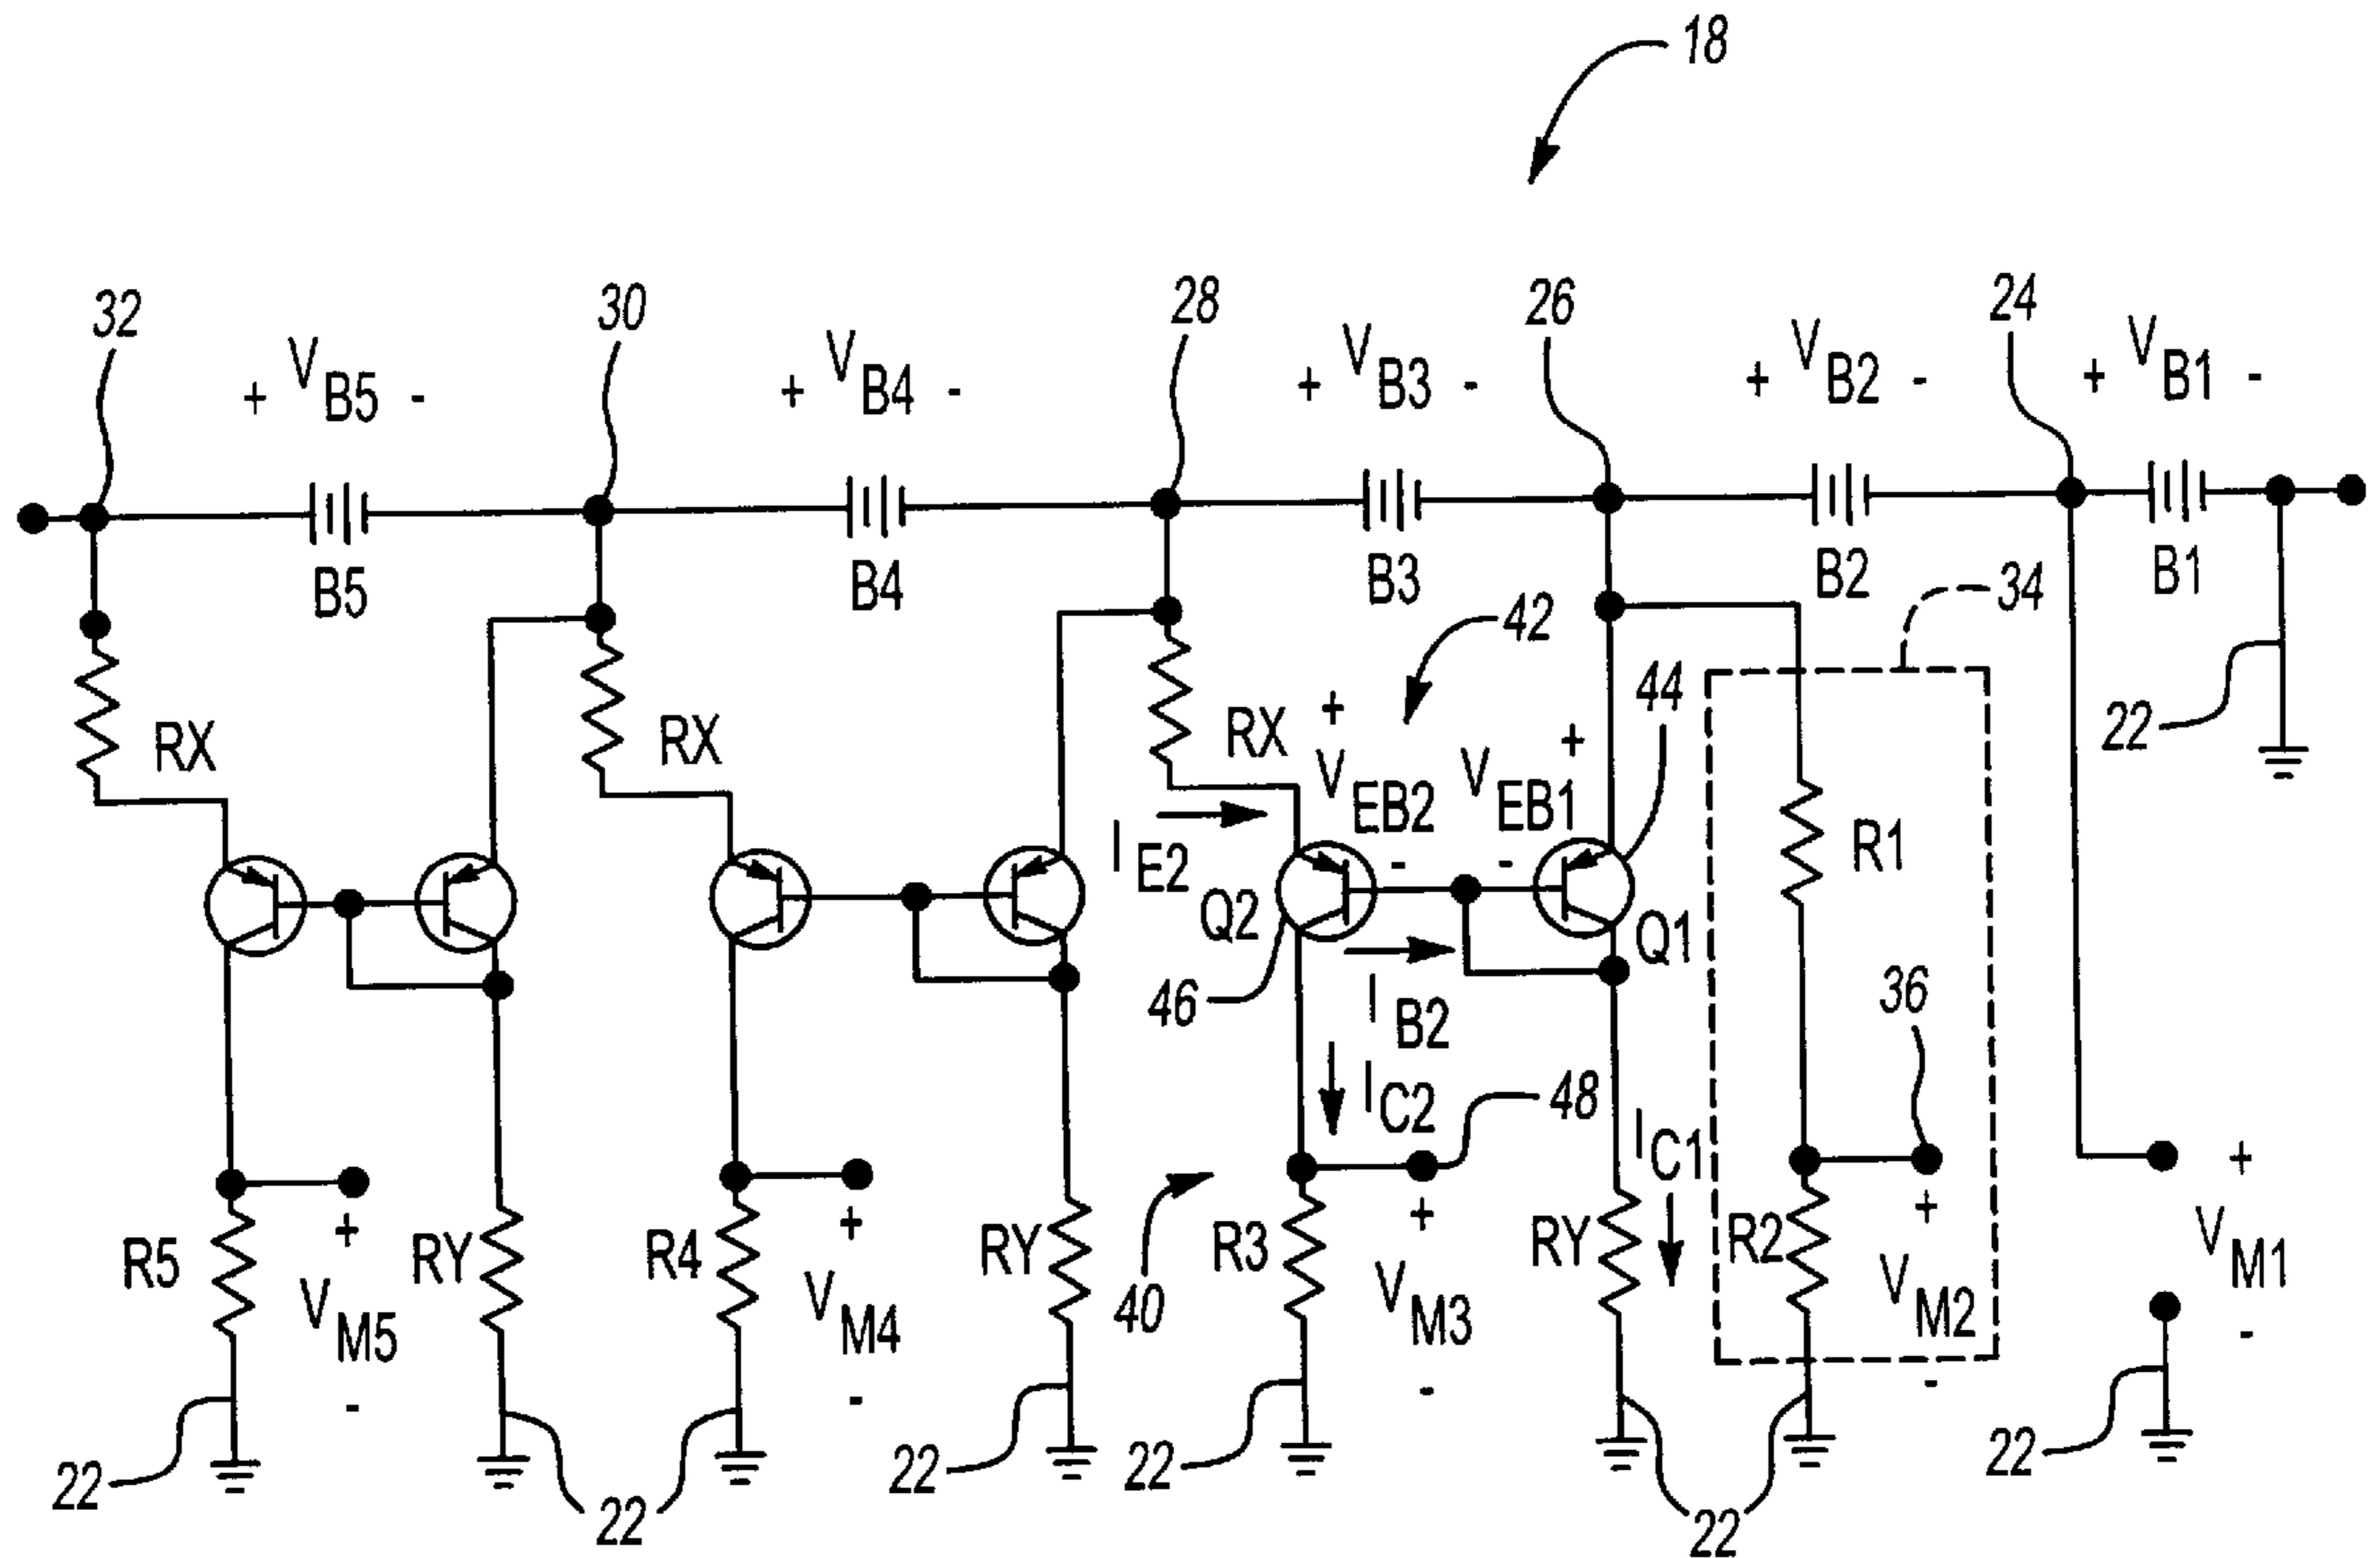 18
32
30
28
26
24
+ VB5 -
+ VB4 -
+ VB3 -
+ VB2 -
+ VB1 -
B5
B4
B3
B2
B1
34
42
44
22
RX
RX
RX
+
VEB2
-
+
VEB1
-
R1
IE2
Q2
Q1
46
IB2
36
IC2
48
IC1
R5
+
VM5
-
RY
R4
+
VM4
-
RY
40
R3
+
VM3
-
RY
R2
+
VM2
-
+
VM1
-
22
22
22
22
22
22